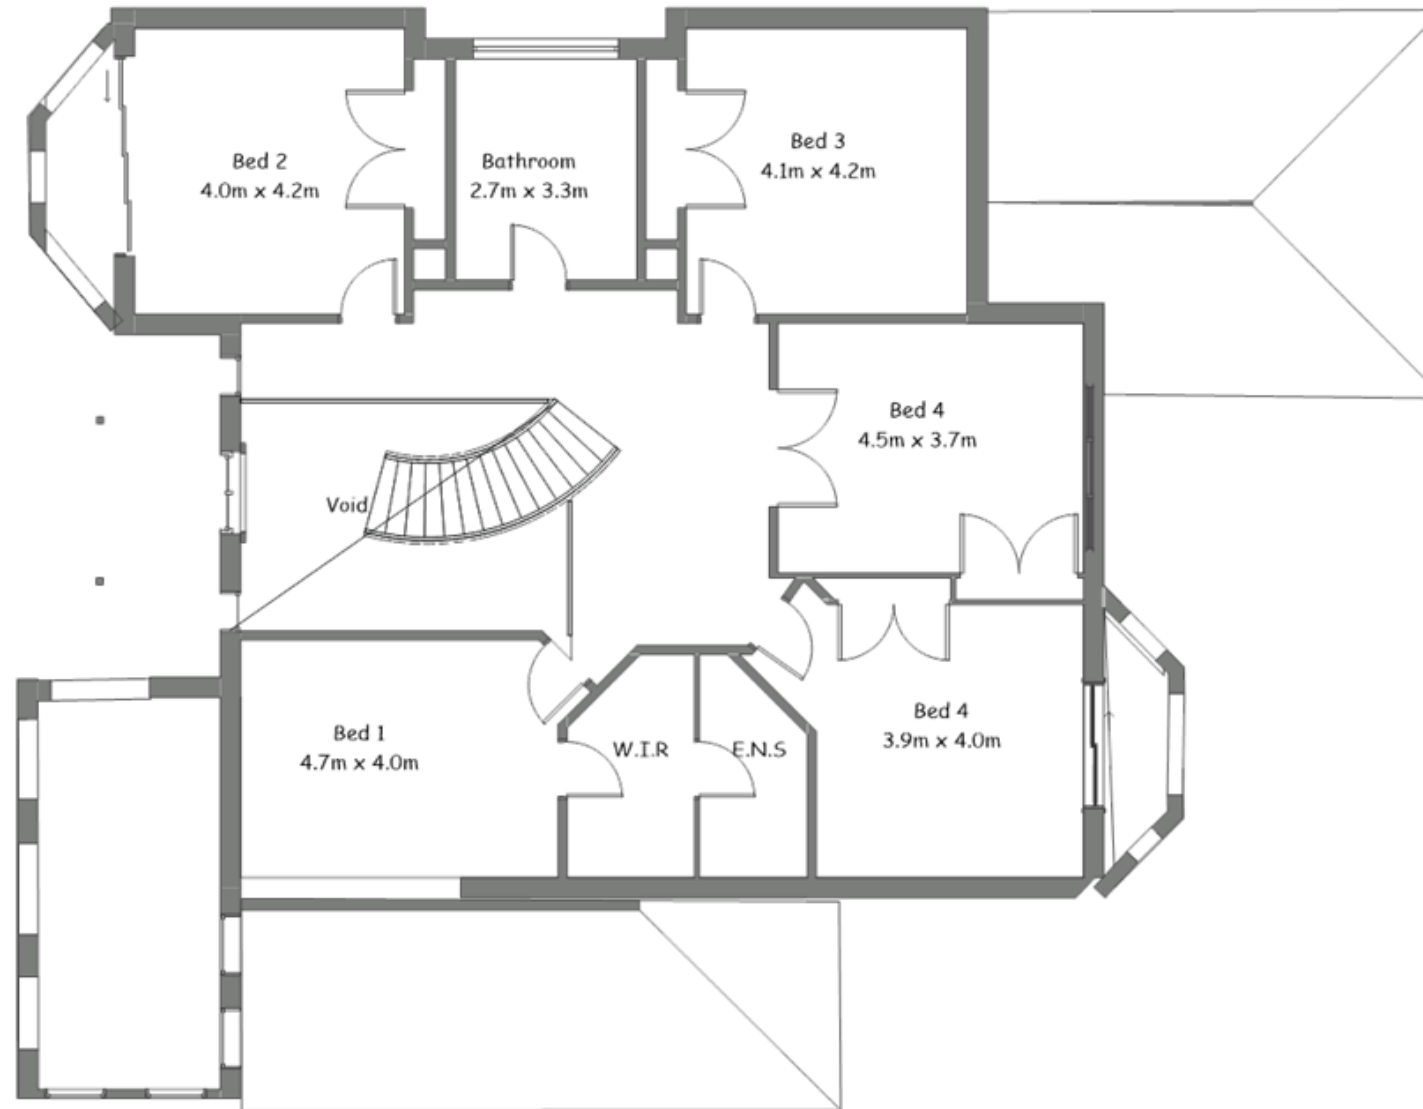 Bed 2
4.0m x 4.2m
Bathroom
2.7m x 3.3m
Bed 3
4.1m x 4.2m
Bed 4
4.5m x 3.7m
Void
Bed 1
4.7m x 4.0m
W.I.R
E.N.S
Bed 4
3.9m x 4.0m